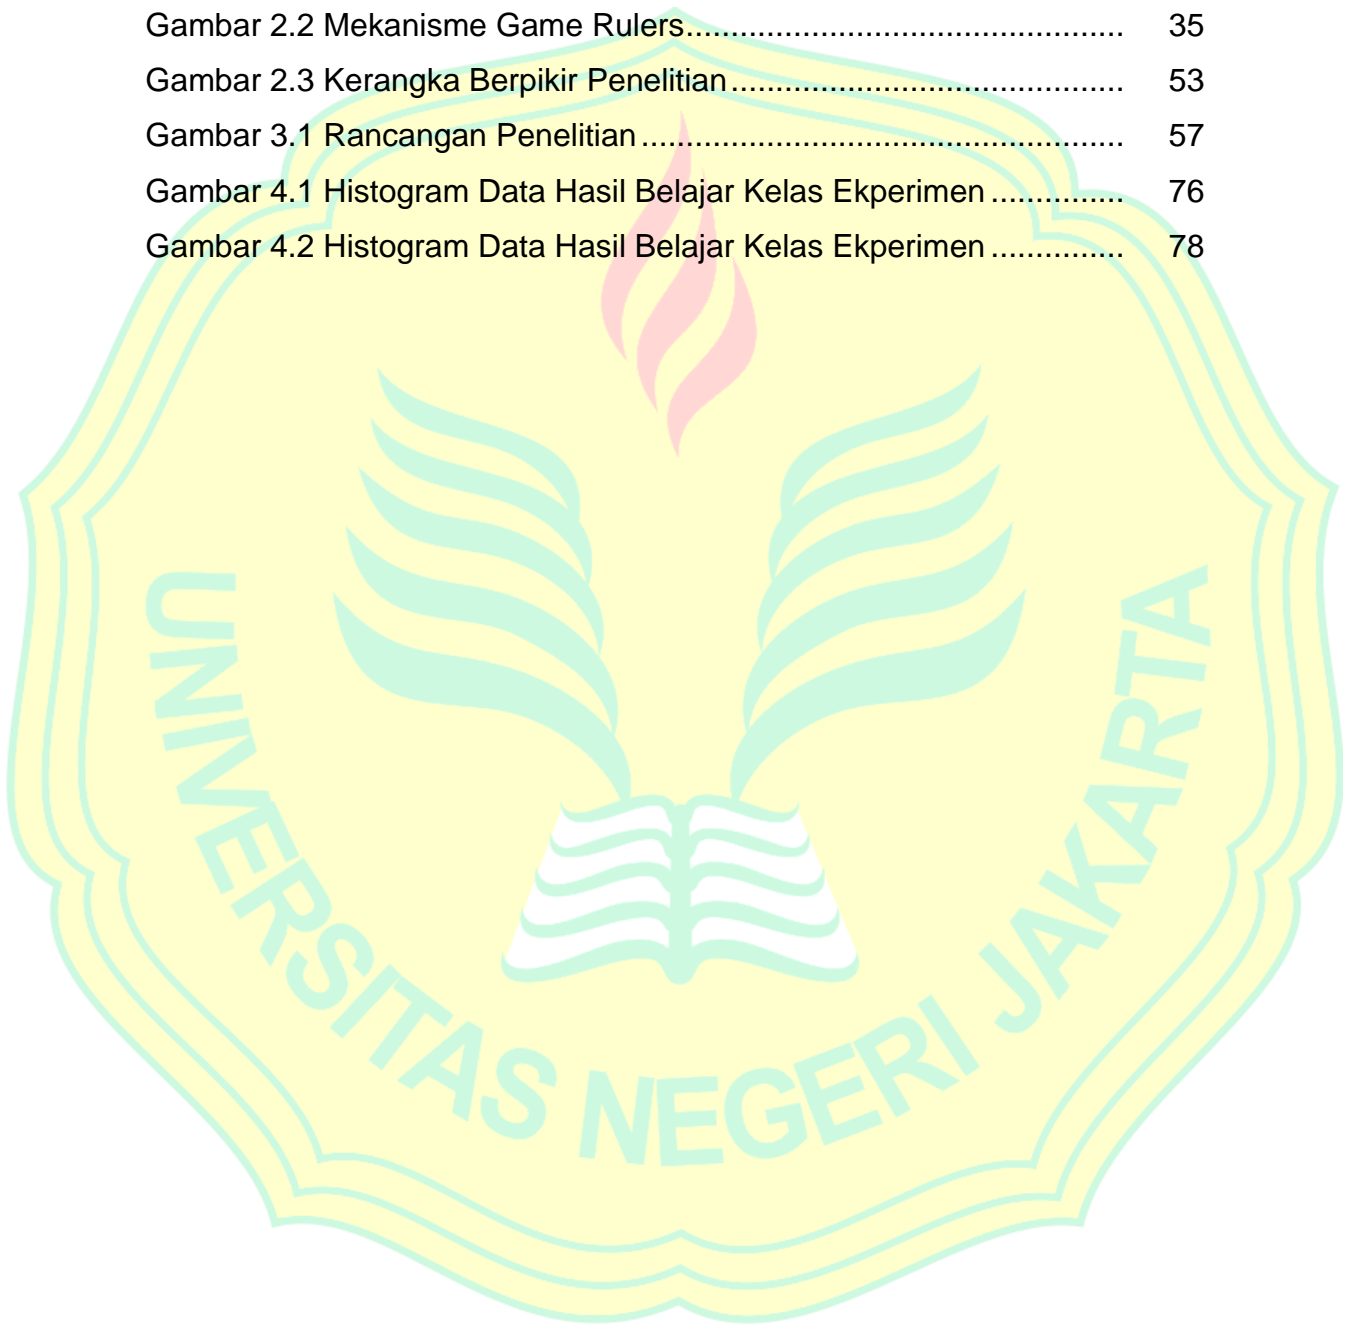 Gambar 2.2 Mekanisme Game Rulers................................................. 35
Gambar 2.3 Kerangka Berpikir Penelitian............................................ 53
Gambar 3.1 Rancangan Penelitian...................................................... 57
Gambar 4.1 Histogram Data Hasil Belajar Kelas Ekperimen............... 76
Gambar 4.2 Histogram Data Hasil Belajar Kelas Ekperimen............... 78
UNIVERSITAS NEGERI JAKARTA